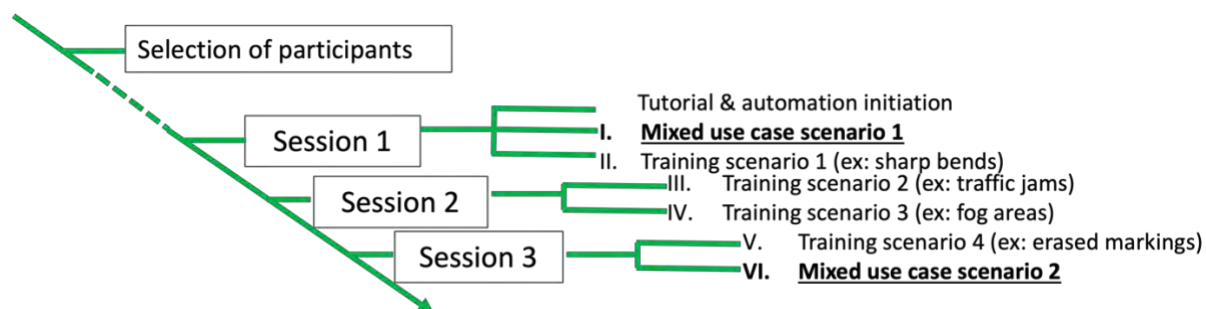 Selection of participants
Tutorial & automation initiation
Session 1
I. Mixed use case scenario 1
II. Training scenario 1 (ex: sharp bends)
Session 2
III. Training scenario 2 (ex: traffic jams)
IV. Training scenario 3 (ex: fog areas)
Session 3
V. Training scenario 4 (ex: erased markings)
VI. Mixed use case scenario 2